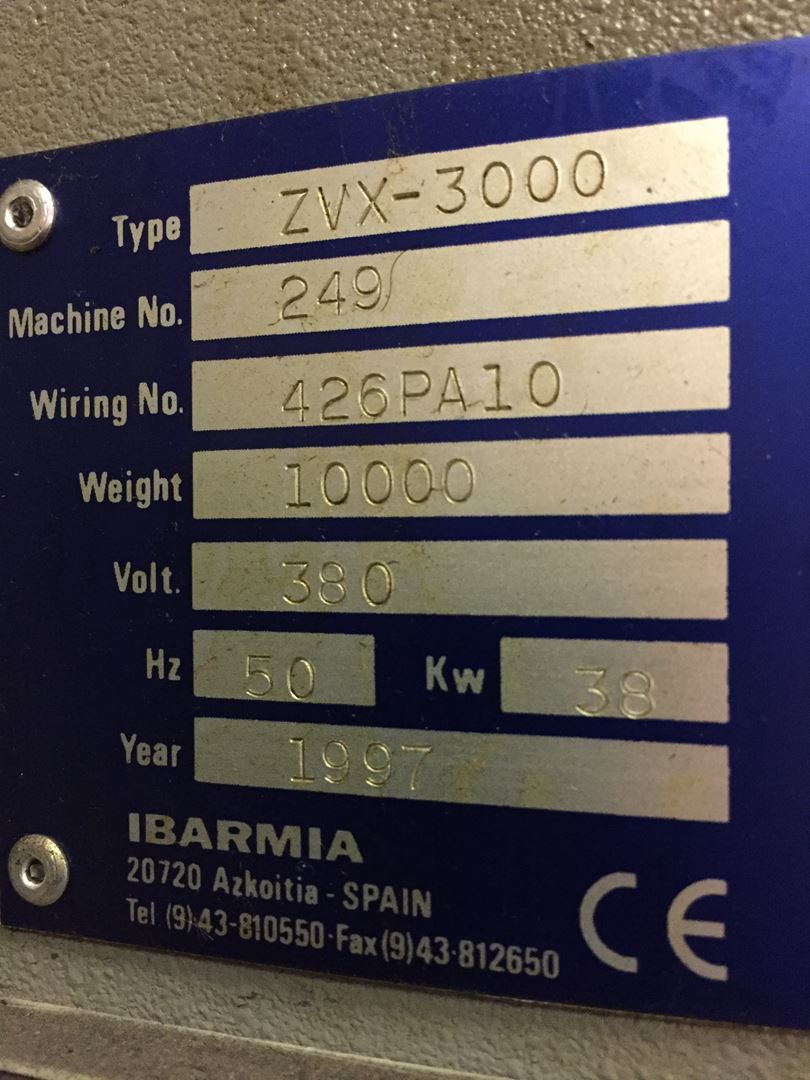 Type ZVX-3000
Machine No. 249
Wiring No. 426PA10
Weight 10000
Volt. 380
Hz 50 Kw 38
Year 1997
IBARMIA
20720 Azkoitia - SPAIN
Tel (9)43-810550·Fax(9)43·812650
CE